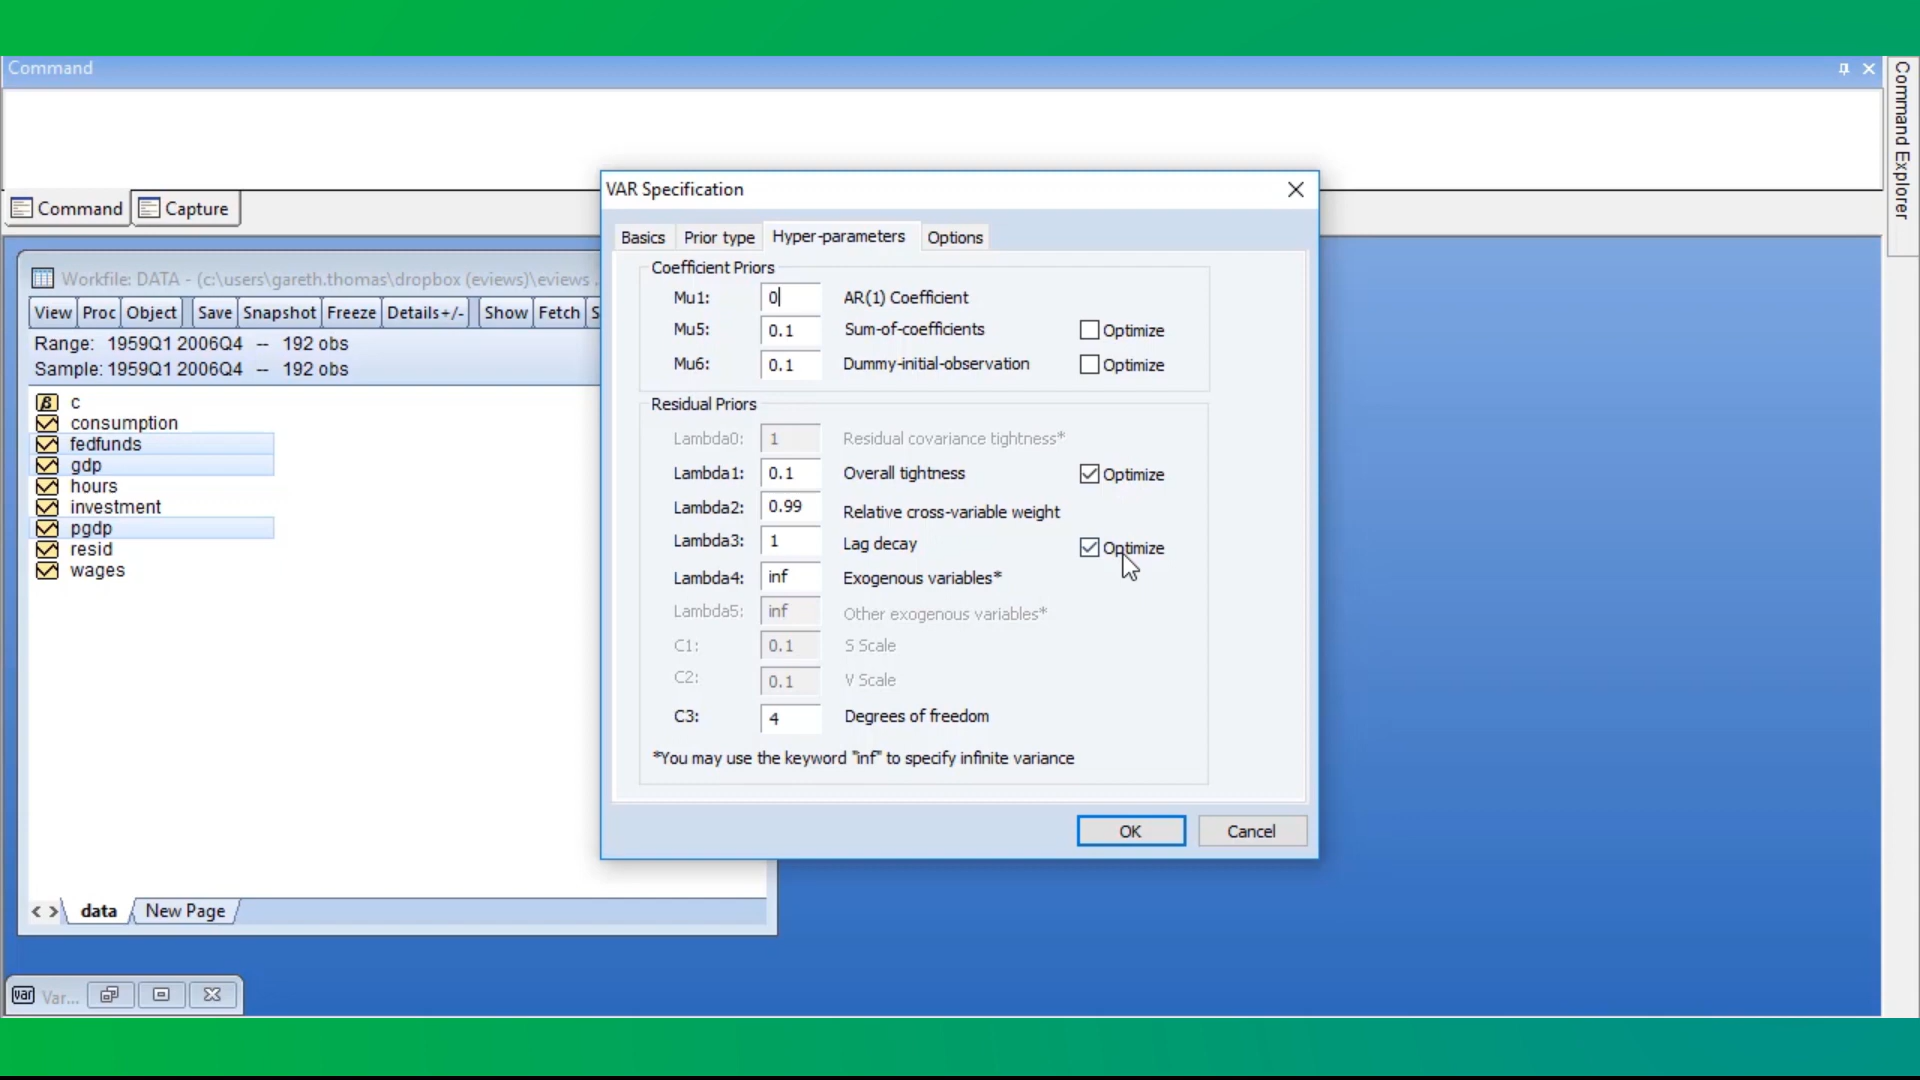 Command
Command Explorer
Command Capture
VAR Specification
Basics Prior type Hyper-parameters Options
Coefficient Priors
Mu1: 0 AR(1) Coefficient
Mu5: 0.1 Sum-of-coefficients Optimize
Mu6: 0.1 Dummy-initial-observation Optimize
Residual Priors
Lambda0: 1 Residual covariance tightness*
Lambda1: 0.1 Overall tightness Optimize
Lambda2: 0.99 Relative cross-variable weight
Lambda3: 1 Lag decay Optimize
Lambda4: inf Exogenous variables*
Lambda5: inf Other exogenous variables*
C1: 0.1 S Scale
C2: 0.1 V Scale
C3: 4 Degrees of freedom
*You may use the keyword "inf" to specify infinite variance
OK Cancel
Workfile: DATA - (c:\users\gareth.thomas\dropbox (eviews)\eviews ..
View Proc Object Save Snapshot Freeze Details+/- Show Fetch S
Range: 1959Q1 2006Q4 -- 192 obs
Sample: 1959Q1 2006Q4 -- 192 obs
β c
consumption
fedfunds
gdp
hours
investment
pgdp
resid
wages
< > data New Page
var Var...